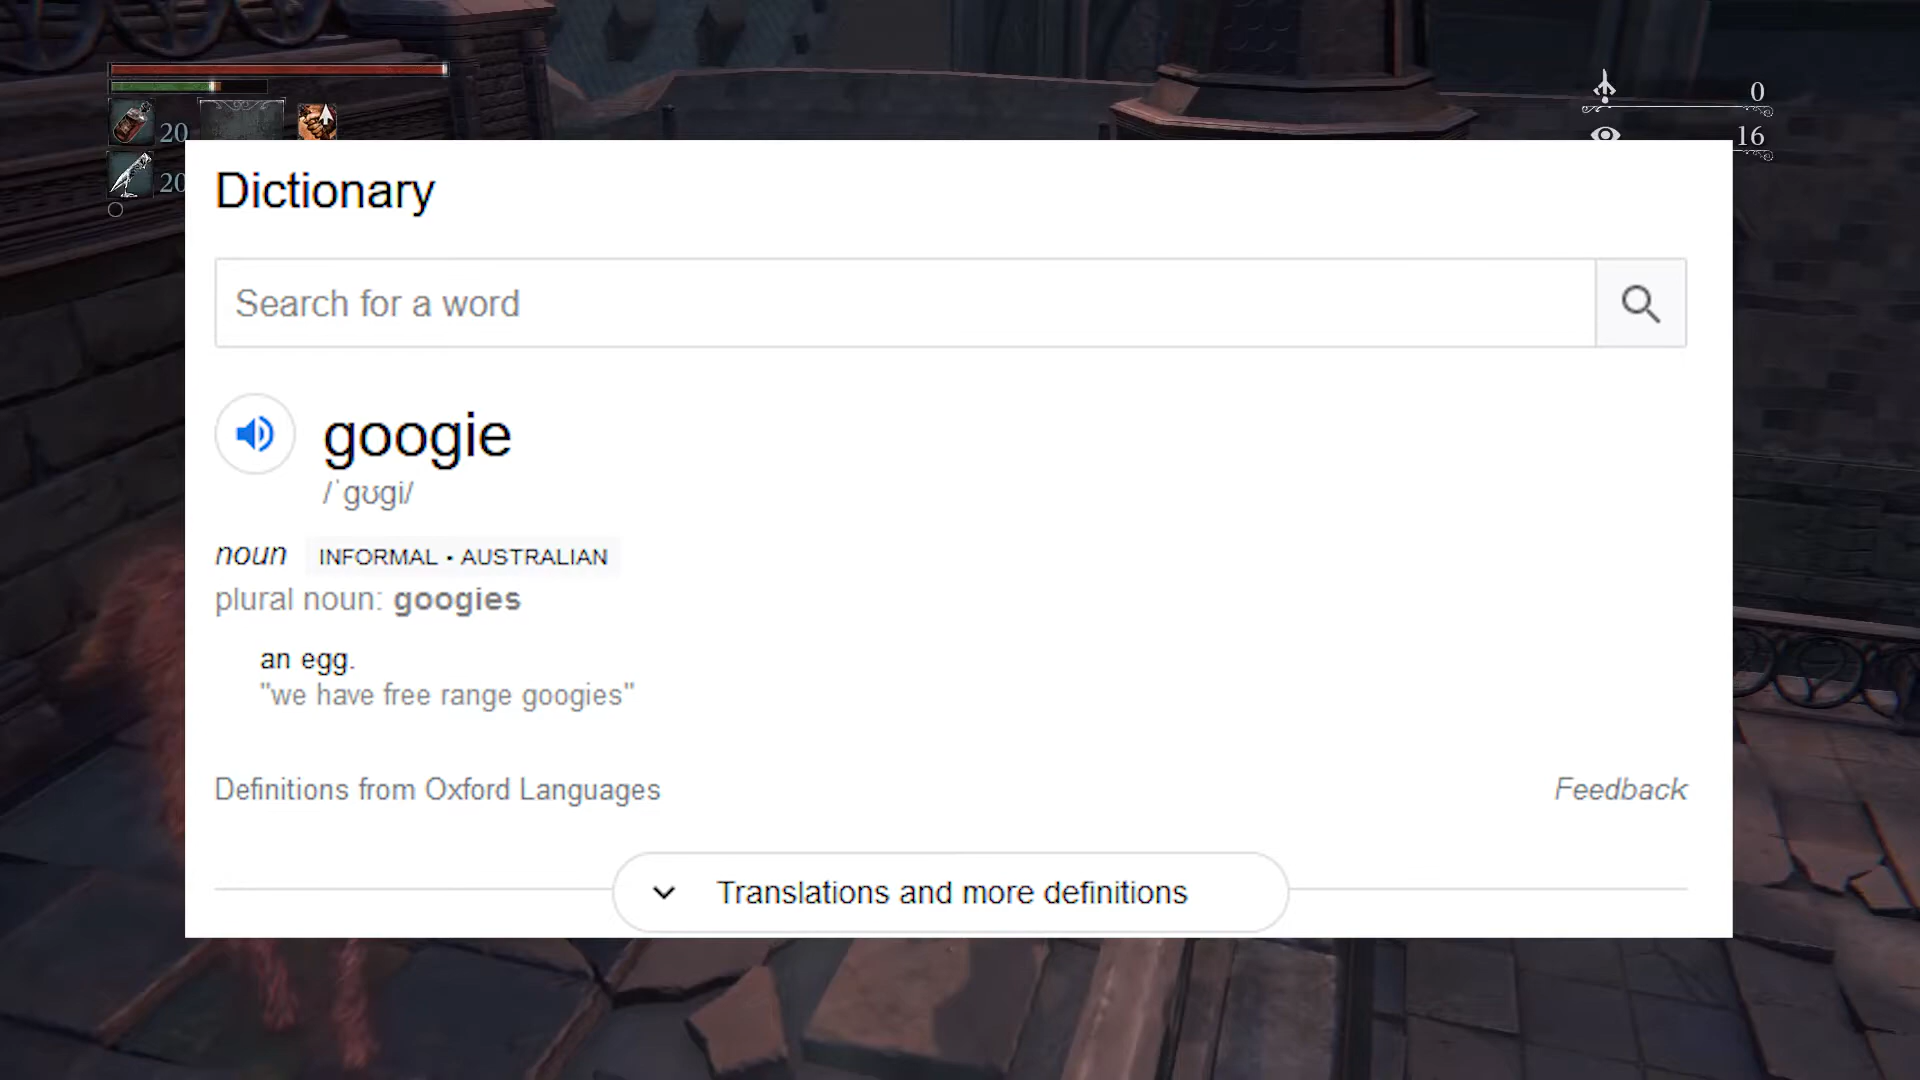 0
20
16
20
Dictionary
Search for a word
googie
/ˈɡʊɡi/
noun INFORMAL • AUSTRALIAN
plural noun: googies
an egg.
"we have free range googies"
Definitions from Oxford Languages Feedback
Translations and more definitions